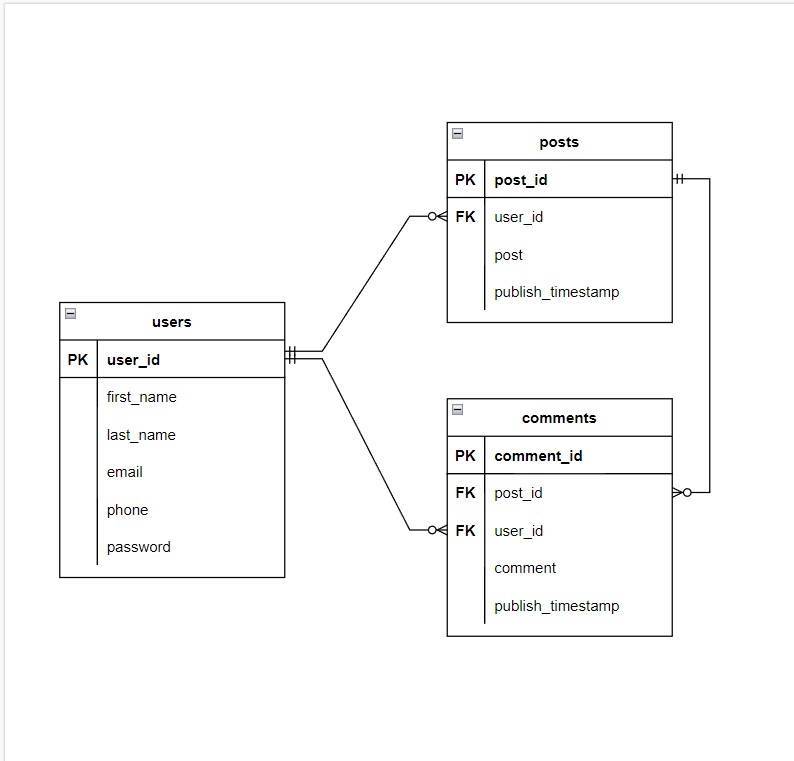 posts
PK post_id
FK user_id
post
publish_timestamp
users
PK user_id
first_name
last_name
email
phone
password
comments
PK comment_id
FK post_id
FK user_id
comment
publish_timestamp